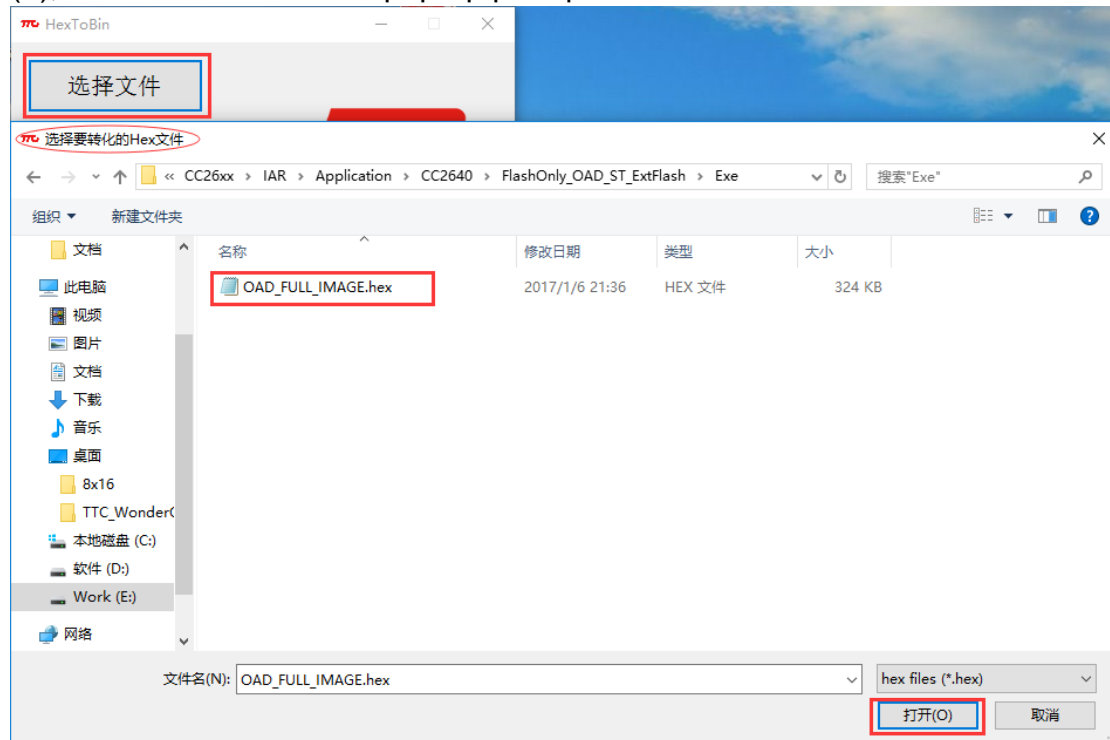 HexToBin
选择文件
选择要转化的Hex文件
« CC26xx › IAR › Application › CC2640 › FlashOnly_OAD_ST_ExtFlash › Exe 搜索"Exe"
组织 新建文件夹
名称 修改日期 类型 大小
OAD_FULL_IMAGE.hex 2017/1/6 21:36 HEX 文件 324 KB
文档
此电脑
视频
图片
文档
下载
音乐
桌面
8x16
TTC_Wonder
本地磁盘 (C:)
软件 (D:)
Work (E:)
网络
文件名(N): OAD_FULL_IMAGE.hex hex files (*.hex)
打开(O) 取消